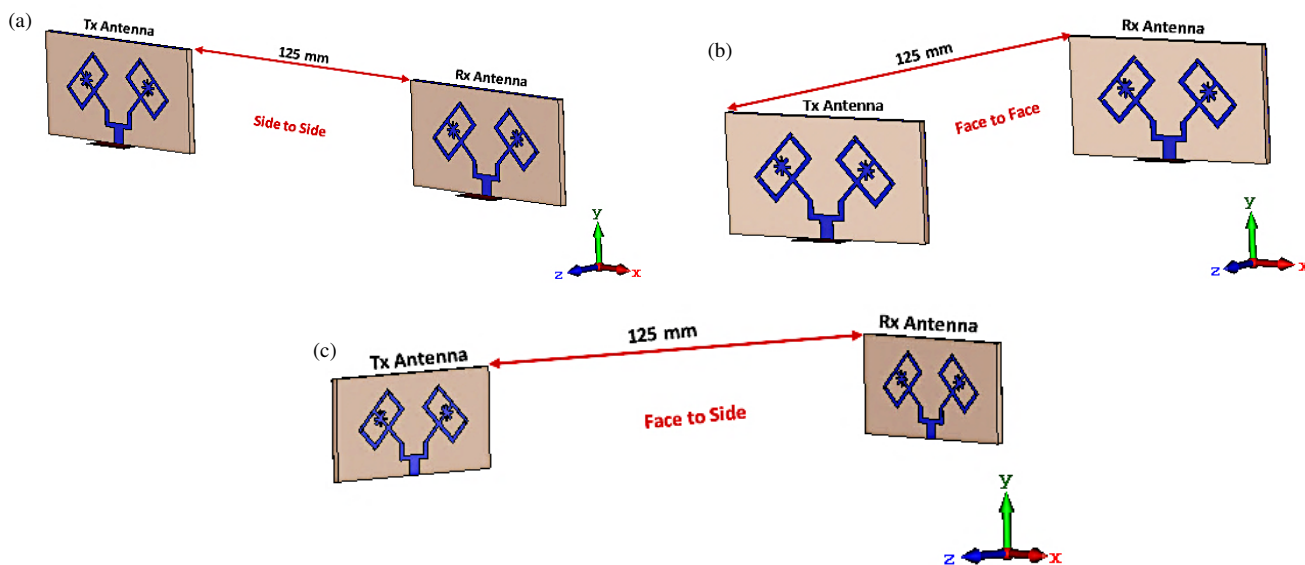 (a)
Tx Antenna
125 mm
Rx Antenna
Side to Side
y
z
x
(b)
Rx Antenna
125 mm
Tx Antenna
Face to Face
y
z
x
(c)
Tx Antenna
125 mm
Rx Antenna
Face to Side
y
z
x